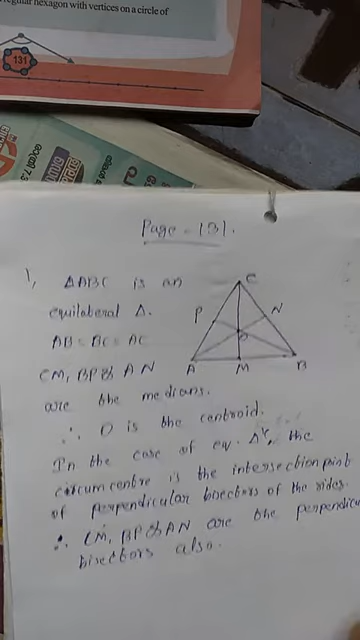 regular hexagon with vertices on a circle of
131
Page - 131.
1, ΔABC is an
equilateral Δ.
AB = BC = AC
CM, BP & AN
are the medians.
∴ O is the centroid.
In the case of eq. Δr, the
circumcentre is the intersection point
of perpendicular bisectors of the sides.
∴ CM, BP & AN are the perpendicular
bisectors also.
C
P
N
O
A
M
B